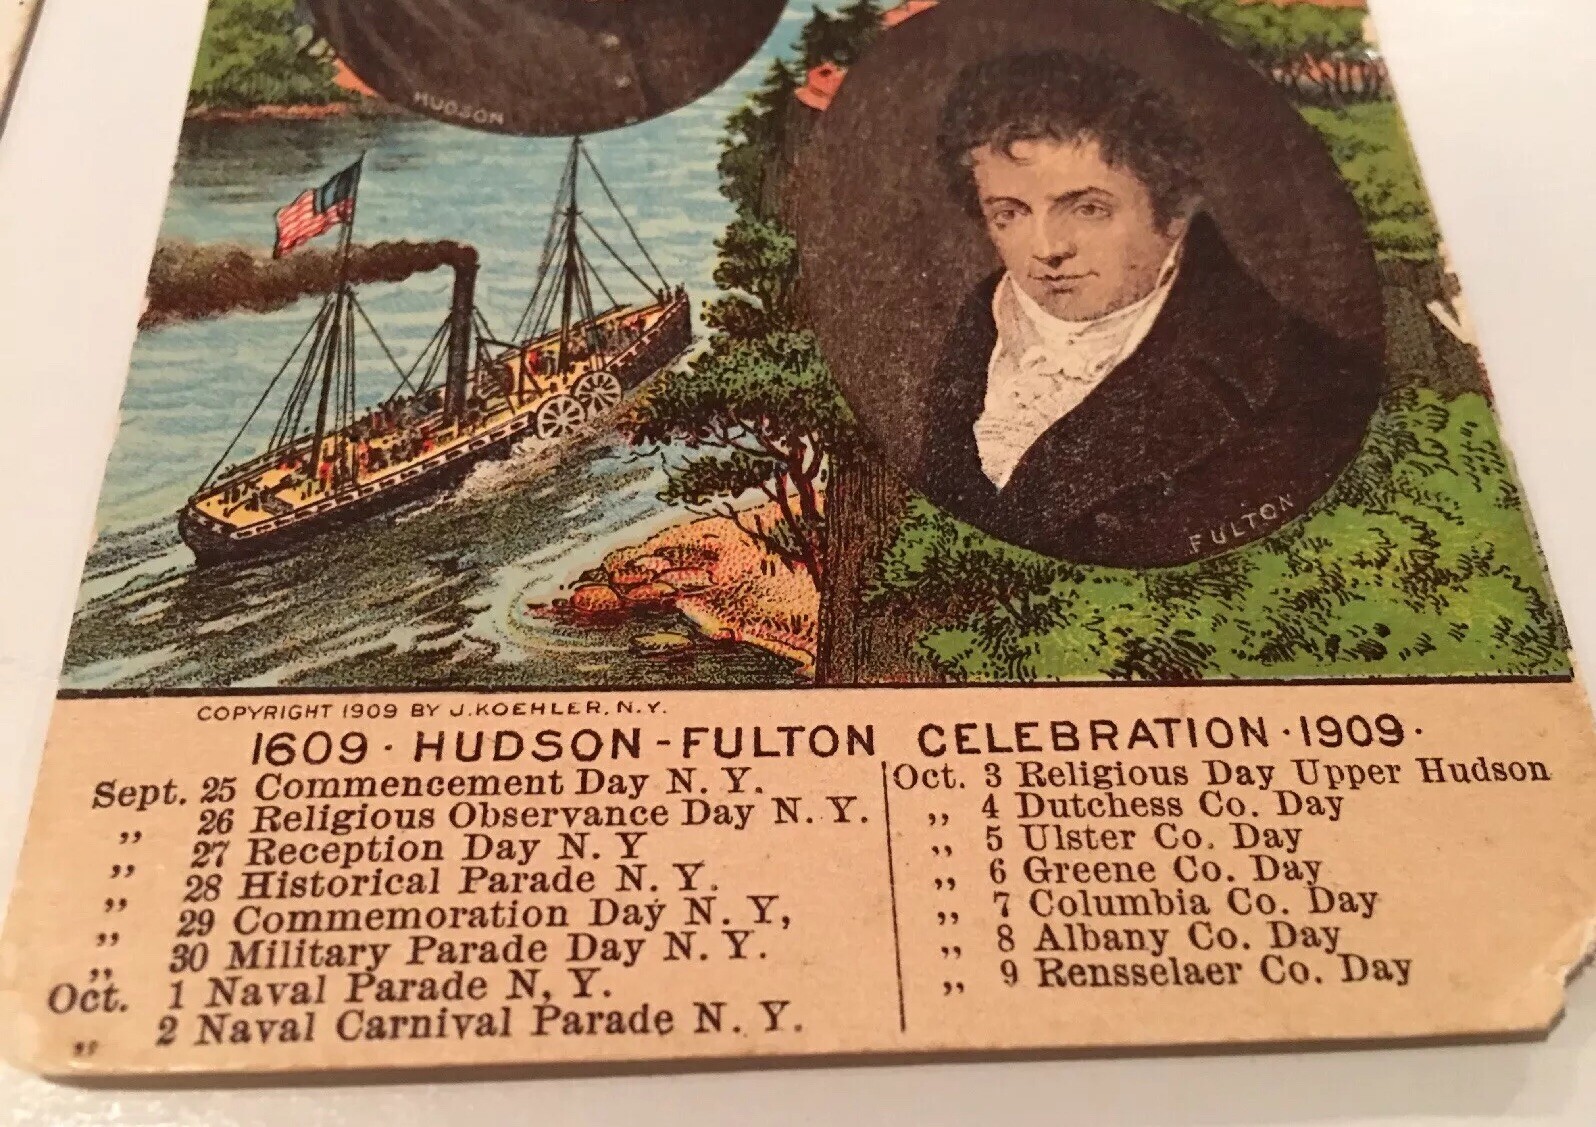 HUDSON
FULTON
COPYRIGHT 1909 BY J. KOEHLER, N.Y.
1609 · HUDSON - FULTON CELEBRATION · 1909 ·
Sept. 25 Commencement Day N. Y.
„ 26 Religious Observance Day N. Y.
„ 27 Reception Day N. Y
„ 28 Historical Parade N. Y.
„ 29 Commemoration Day N. Y,
„ 30 Military Parade Day N. Y.
Oct. 1 Naval Parade N, Y.
„ 2 Naval Carnival Parade N. Y.
Oct. 3 Religious Day Upper Hudson
„ 4 Dutchess Co. Day
„ 5 Ulster Co. Day
„ 6 Greene Co. Day
„ 7 Columbia Co. Day
„ 8 Albany Co. Day
„ 9 Rensselaer Co. Day